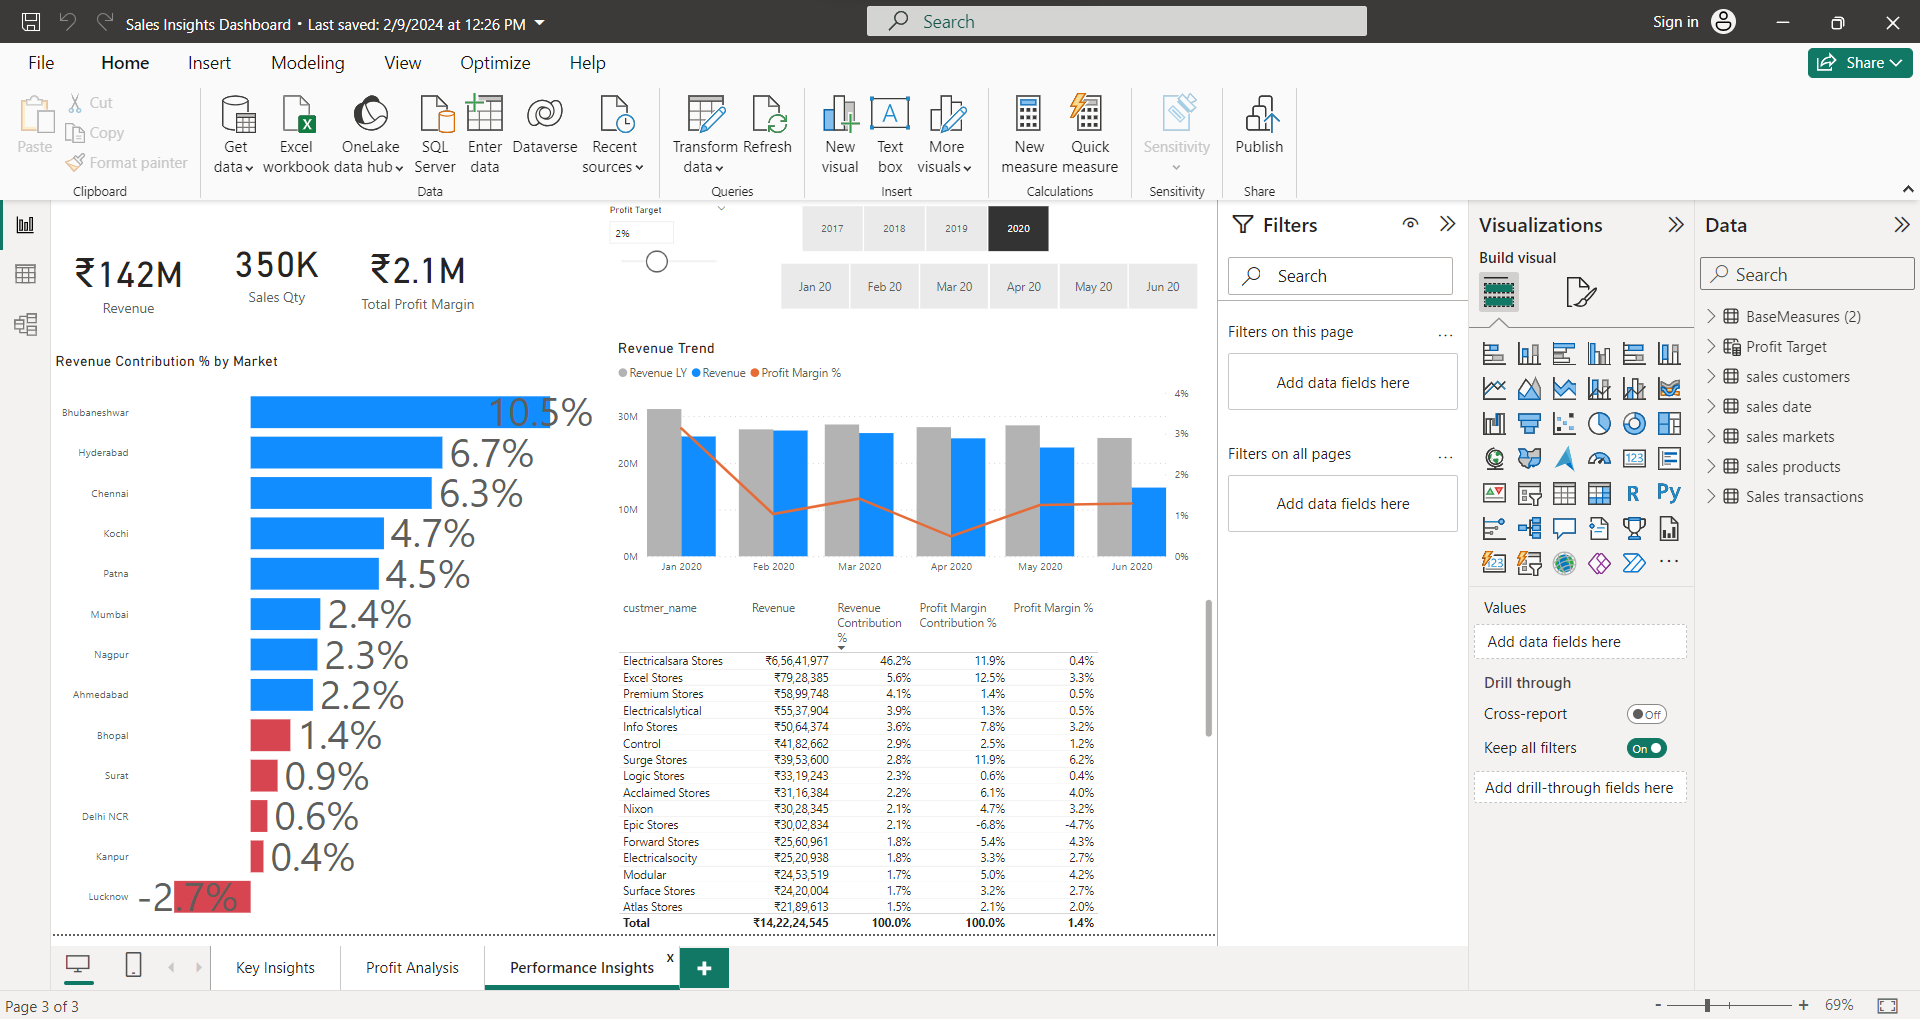 Sales Insights Dashboard • Last saved: 2/9/2024 at 12:26 PM
Search
Sign in
File Home Insert Modeling View Optimize Help
Share
Paste
Cut
Copy
Format painter
Clipboard
Get data
Excel workbook
OneLake data hub
SQL Server
Enter data
Dataverse
Recent sources
Data
Transform data
Refresh
Queries
New visual
Text box
More visuals
Insert
New measure
Quick measure
Calculations
Sensitivity
Sensitivity
Publish
Share
₹142M
Revenue
350K
Sales Qty
₹2.1M
Total Profit Margin
Profit Target
2%
2017 2018 2019 2020
Jan 20 Feb 20 Mar 20 Apr 20 May 20 Jun 20
Revenue Contribution % by Market
Bhubaneshwar 10.5%
Hyderabad 6.7%
Chennai 6.3%
Kochi 4.7%
Patna 4.5%
Mumbai 2.4%
Nagpur 2.3%
Ahmedabad 2.2%
Bhopal 1.4%
Surat 0.9%
Delhi NCR 0.6%
Kanpur 0.4%
Lucknow -2.7%
Revenue Trend
Revenue LY Revenue Profit Margin %
4%
30M 3%
20M 2%
10M 1%
0M 0%
Jan 2020 Feb 2020 Mar 2020 Apr 2020 May 2020 Jun 2020
custmer_name Revenue Revenue Contribution % Profit Margin Contribution % Profit Margin %
Electricalsara Stores ₹6,56,41,977 46.2% 11.9% 0.4%
Excel Stores ₹79,28,385 5.6% 12.5% 3.3%
Premium Stores ₹58,99,748 4.1% 1.4% 0.5%
Electricalslytical ₹55,37,904 3.9% 1.3% 0.5%
Info Stores ₹50,64,374 3.6% 7.8% 3.2%
Control ₹41,82,662 2.9% 2.5% 1.2%
Surge Stores ₹39,53,600 2.8% 11.9% 6.2%
Logic Stores ₹33,19,243 2.3% 0.6% 0.4%
Acclaimed Stores ₹31,16,384 2.2% 6.1% 4.0%
Nixon ₹30,28,345 2.1% 4.7% 3.2%
Epic Stores ₹30,02,834 2.1% -6.8% -4.7%
Forward Stores ₹25,60,961 1.8% 5.4% 4.3%
Electricalsocity ₹25,20,938 1.8% 3.3% 2.7%
Modular ₹24,53,519 1.7% 5.0% 4.2%
Surface Stores ₹24,20,004 1.7% 3.2% 2.7%
Atlas Stores ₹21,89,613 1.5% 2.1% 2.0%
Total ₹14,22,24,545 100.0% 100.0% 1.4%
Filters
Search
Filters on this page ...
Add data fields here
Filters on all pages ...
Add data fields here
Visualizations
Build visual
123
R Py
123
...
Values
Add data fields here
Drill through
Cross-report Off
Keep all filters On
Add drill-through fields here
Data
Search
BaseMeasures (2)
Profit Target
sales customers
sales date
sales markets
sales products
Sales transactions
Key Insights Profit Analysis Performance Insights x +
Page 3 of 3
- + 69%